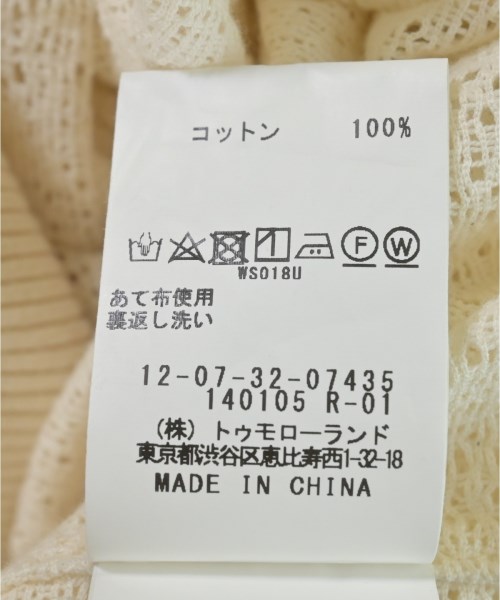 コットン 100%
F W
WS018U
あて布使用
裏返し洗い
12-07-32-07435
140105 R-01
(株) トゥモローランド
東京都渋谷区恵比寿西1-32-18
MADE IN CHINA